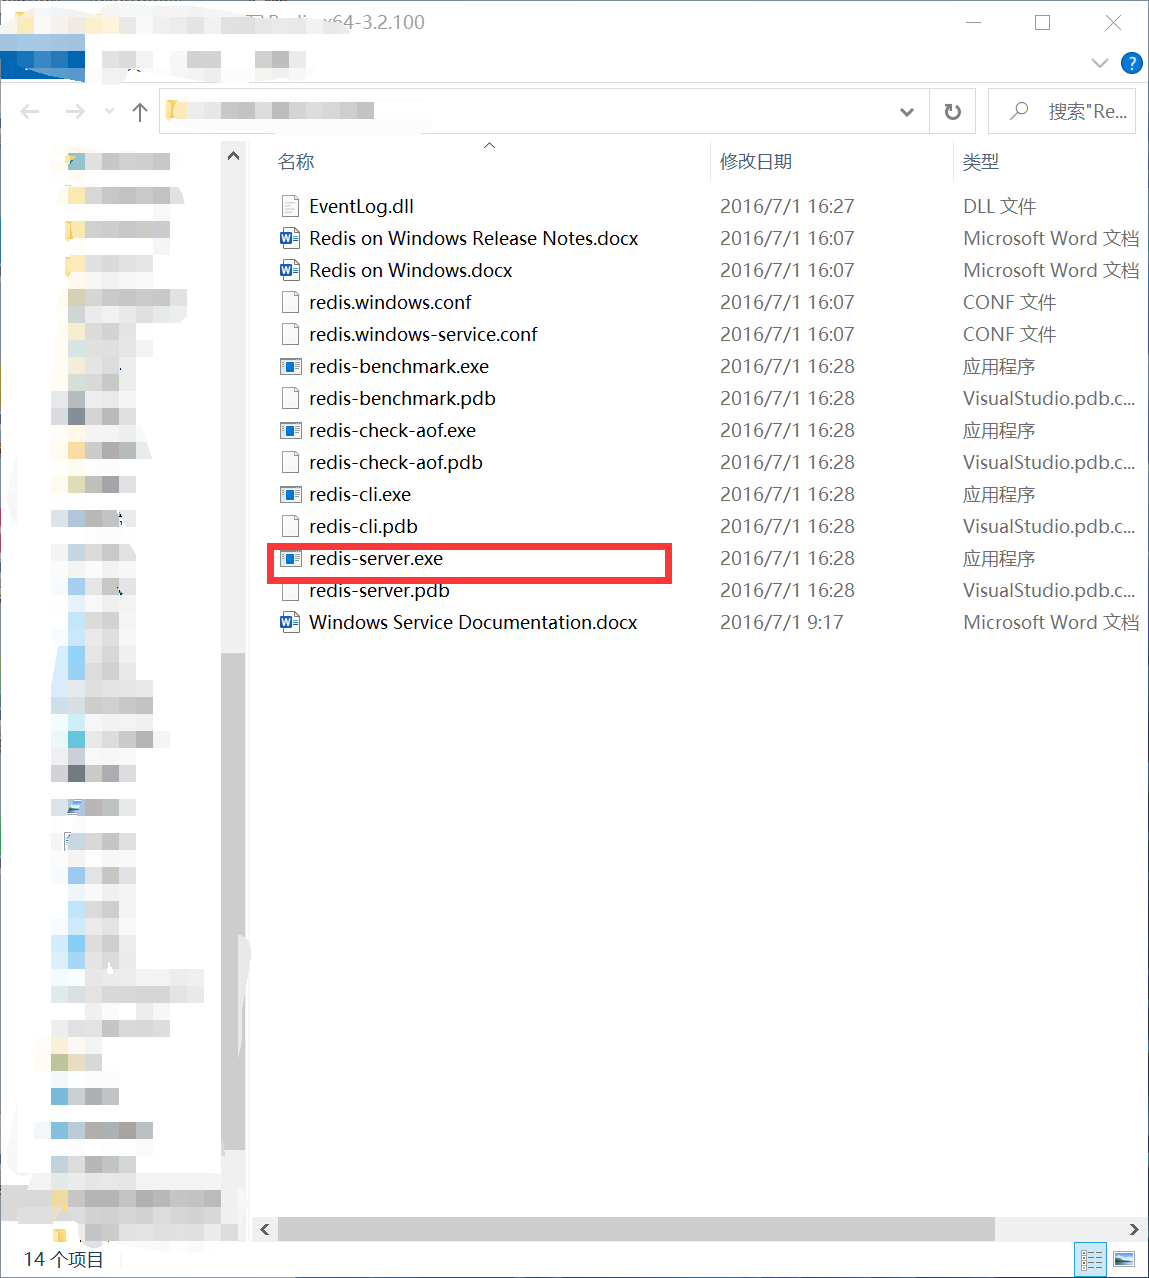 64-3.2.100
搜索"Re...
名称 修改日期 类型
EventLog.dll 2016/7/1 16:27 DLL 文件
Redis on Windows Release Notes.docx 2016/7/1 16:07 Microsoft Word 文档
Redis on Windows.docx 2016/7/1 16:07 Microsoft Word 文档
redis.windows.conf 2016/7/1 16:07 CONF 文件
redis.windows-service.conf 2016/7/1 16:07 CONF 文件
redis-benchmark.exe 2016/7/1 16:28 应用程序
redis-benchmark.pdb 2016/7/1 16:28 VisualStudio.pdb.c...
redis-check-aof.exe 2016/7/1 16:28 应用程序
redis-check-aof.pdb 2016/7/1 16:28 VisualStudio.pdb.c...
redis-cli.exe 2016/7/1 16:28 应用程序
redis-cli.pdb 2016/7/1 16:28 VisualStudio.pdb.c...
redis-server.exe 2016/7/1 16:28 应用程序
redis-server.pdb 2016/7/1 16:28 VisualStudio.pdb.c...
Windows Service Documentation.docx 2016/7/1 9:17 Microsoft Word 文档
14 个项目